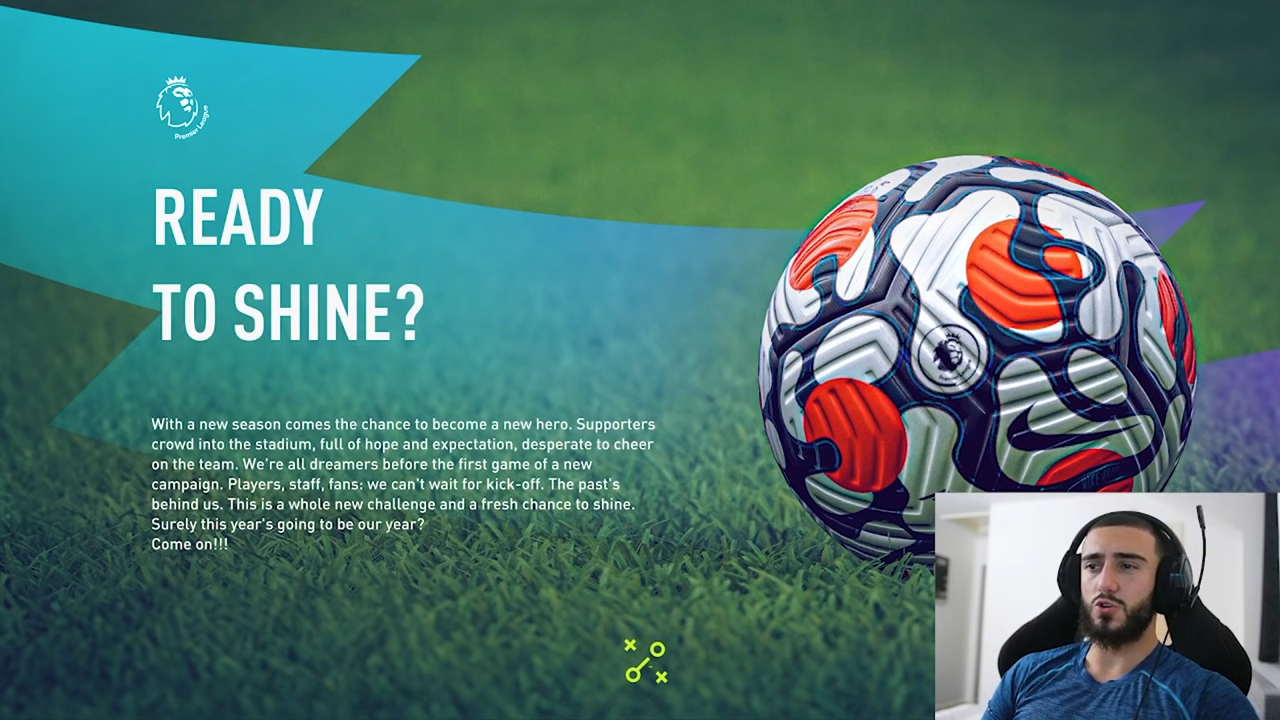 Premier League
READY
TO SHINE?
With a new season comes the chance to become a new hero. Supporters
crowd into the stadium, full of hope and expectation, desperate to cheer
on the team. We're all dreamers before the first game of a new
campaign. Players, staff, fans: we can't wait for kick-off. The past's
behind us. This is a whole new challenge and a fresh chance to shine.
Surely this year's going to be our year?
Come on!!!